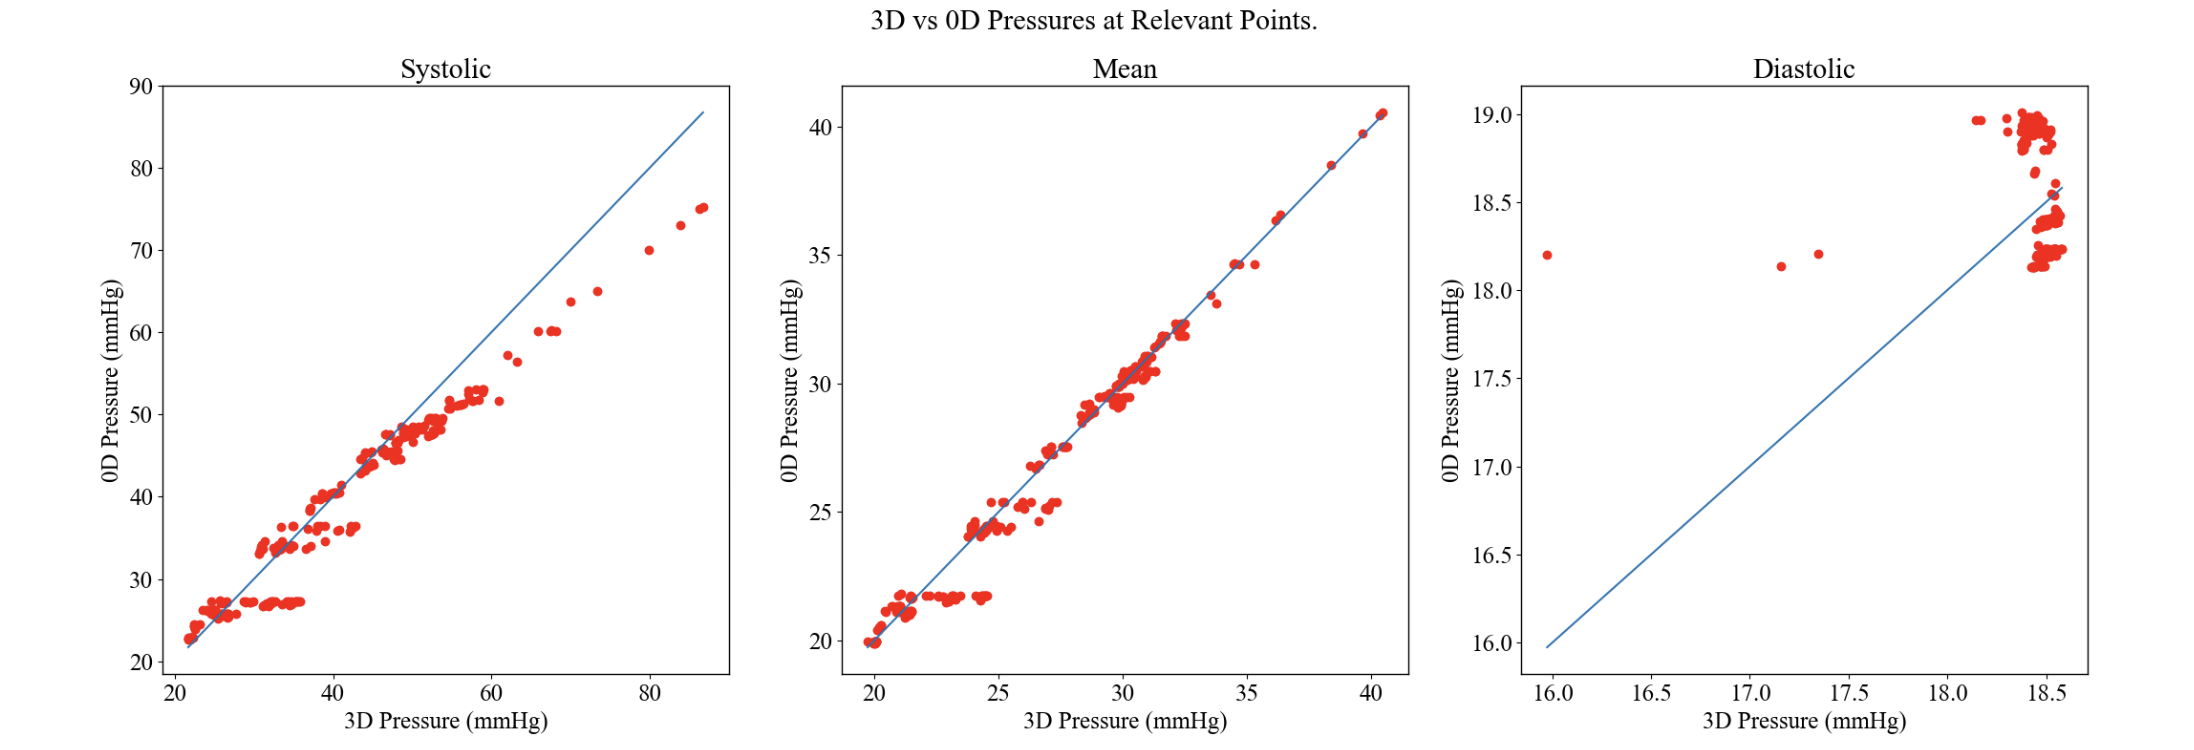 3D vs 0D Pressures at Relevant Points.
Systolic
90
80
70
60
50
40
30
20
0D Pressure (mmHg)
20 40 60 80
3D Pressure (mmHg)
Mean
40
35
30
25
20
0D Pressure (mmHg)
20 25 30 35 40
3D Pressure (mmHg)
Diastolic
19.0
18.5
18.0
17.5
17.0
16.5
16.0
0D Pressure (mmHg)
16.0 16.5 17.0 17.5 18.0 18.5
3D Pressure (mmHg)